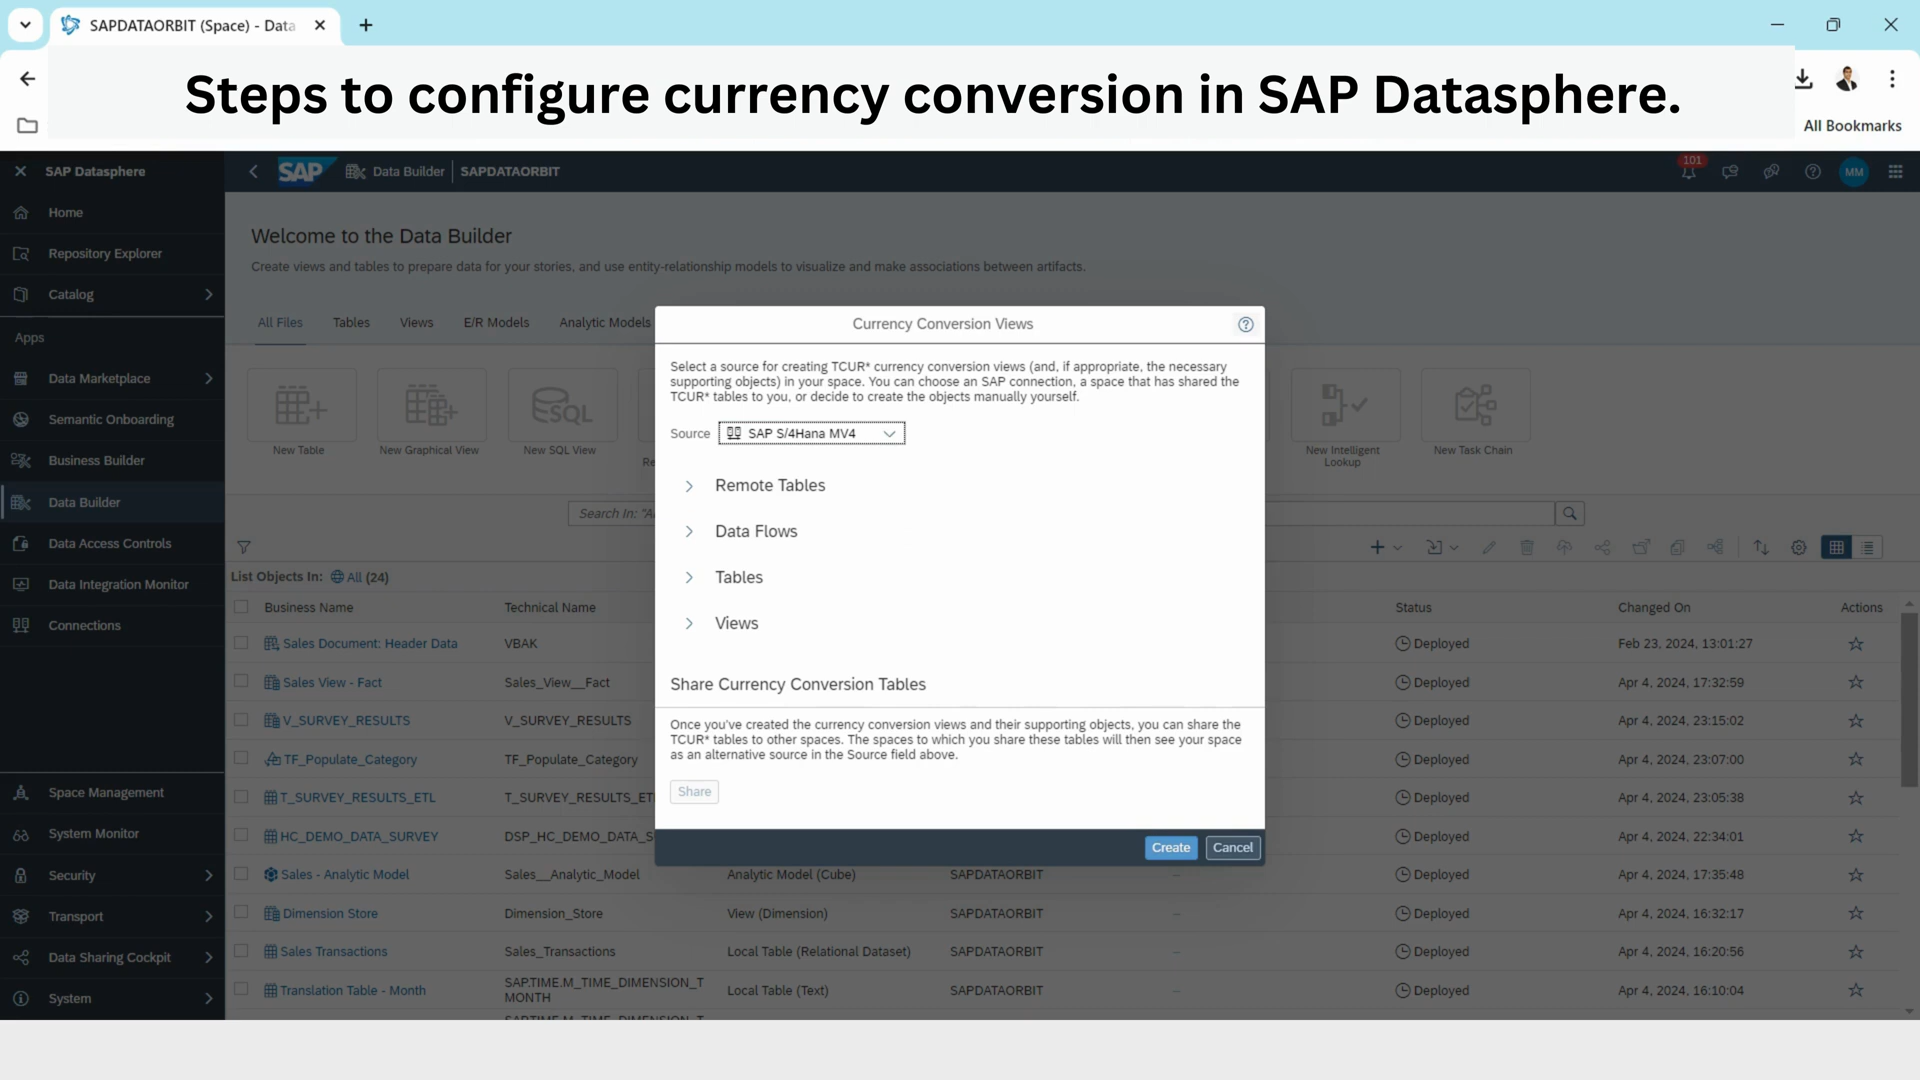 SAPDATAORBIT (Space) - Data
Steps to configure currency conversion in SAP Datasphere.
All Bookmarks
SAP Datasphere
SAP
Data Builder
SAPDATAORBIT
101
MM
Home
Repository Explorer
Catalog
Apps
Data Marketplace
Semantic Onboarding
Business Builder
Data Builder
Data Access Controls
Data Integration Monitor
Connections
Space Management
System Monitor
Security
Transport
Data Sharing Cockpit
System
Welcome to the Data Builder
Create views and tables to prepare data for your stories, and use entity-relationship models to visualize and make associations between artifacts.
All Files Tables Views E/R Models Analytic Models
New Table
New Graphical View
SQL
New SQL View
Re
New Intelligent
Lookup
New Task Chain
Search In: "A
List Objects In: All (24)
Business Name Technical Name Status Changed On Actions
Sales Document: Header Data VBAK Deployed Feb 23, 2024, 13:01:27
Sales View - Fact Sales_View__Fact Deployed Apr 4, 2024, 17:32:59
V_SURVEY_RESULTS V_SURVEY_RESULTS Deployed Apr 4, 2024, 23:15:02
TF_Populate_Category TF_Populate_Category Deployed Apr 4, 2024, 23:07:00
T_SURVEY_RESULTS_ETL T_SURVEY_RESULTS_ET Deployed Apr 4, 2024, 23:05:38
HC_DEMO_DATA_SURVEY DSP_HC_DEMO_DATA_S Deployed Apr 4, 2024, 22:34:01
Sales - Analytic Model Sales__Analytic_Model Analytic Model (Cube) SAPDATAORBIT -- Deployed Apr 4, 2024, 17:35:48
Dimension Store Dimension_Store View (Dimension) SAPDATAORBIT -- Deployed Apr 4, 2024, 16:32:17
Sales Transactions Sales_Transactions Local Table (Relational Dataset) SAPDATAORBIT -- Deployed Apr 4, 2024, 16:20:56
Translation Table - Month SAP.TIME.M_TIME_DIMENSION_T
MONTH Local Table (Text) SAPDATAORBIT -- Deployed Apr 4, 2024, 16:10:04
Currency Conversion Views
Select a source for creating TCUR* currency conversion views (and, if appropriate, the necessary
supporting objects) in your space. You can choose an SAP connection, a space that has shared the
TCUR* tables to you, or decide to create the objects manually yourself.
Source SAP S/4Hana MV4
Remote Tables
Data Flows
Tables
Views
Share Currency Conversion Tables
Once you've created the currency conversion views and their supporting objects, you can share the
TCUR* tables to other spaces. The spaces to which you share these tables will then see your space
as an alternative source in the Source field above.
Share
Create Cancel